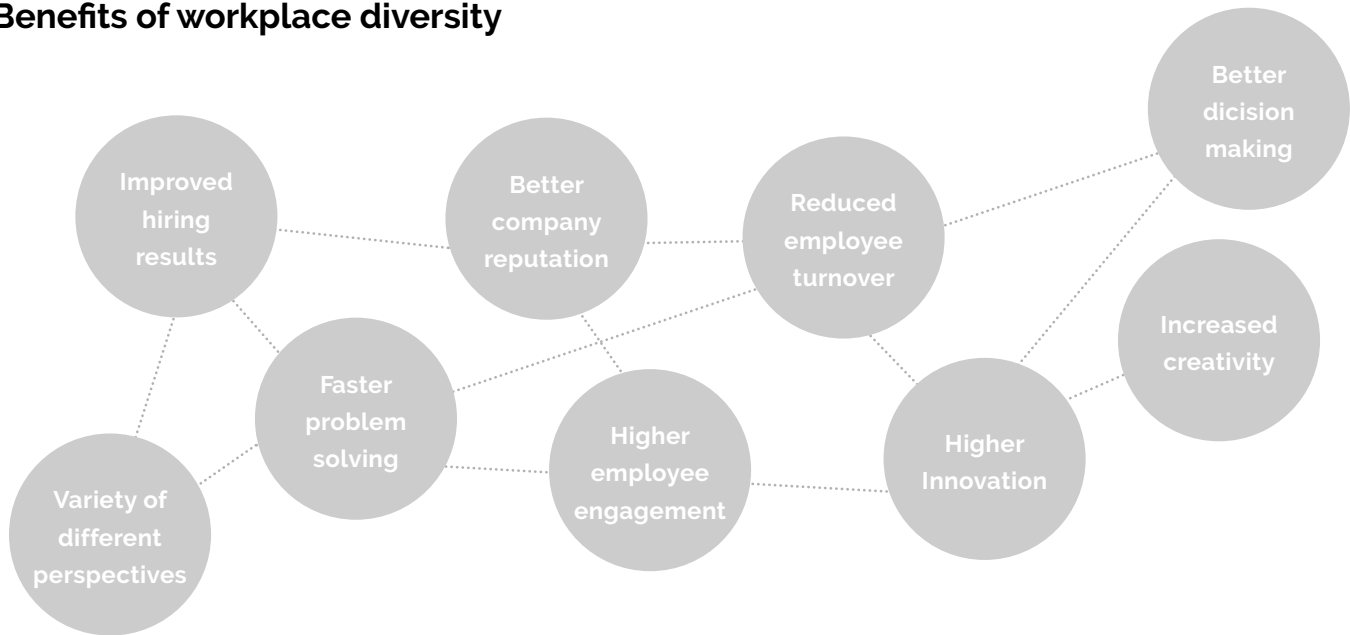 Benefits of workplace diversity
Better
dicision
making
Improved
hiring
results
Better
company
reputation
Reduced
employee
turnover
Increased
creativity
Faster
problem
solving
Higher
employee
engagement
Higher
Innovation
Variety of
different
perspectives